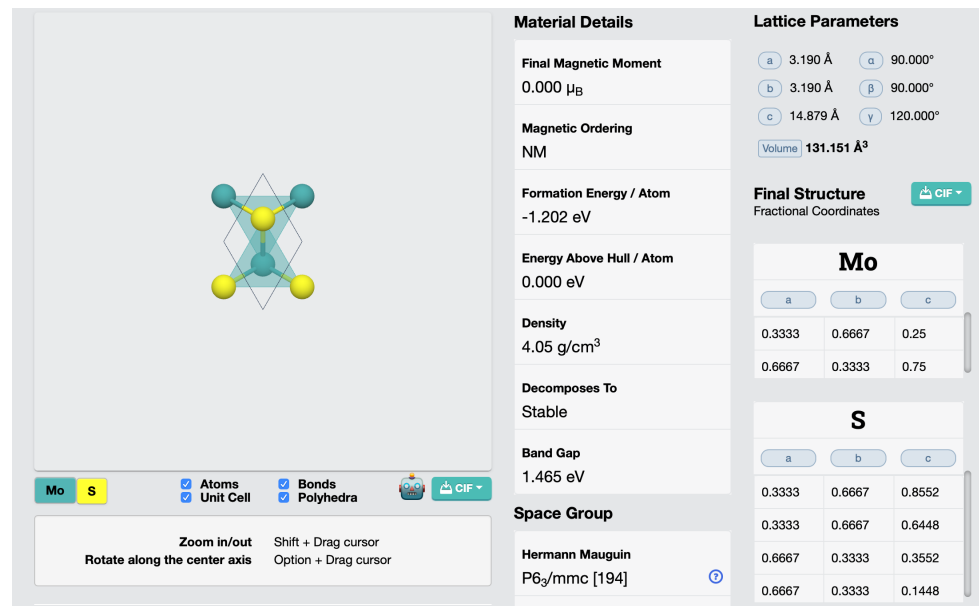 Material Details
Final Magnetic Moment
0.000 μB
Magnetic Ordering
NM
Formation Energy / Atom
-1.202 eV
Energy Above Hull / Atom
0.000 eV
Density
4.05 g/cm³
Decomposes To
Stable
Band Gap
1.465 eV
Space Group
Hermann Mauguin
P6₃/mmc [194]
?
Lattice Parameters
a 3.190 Å α 90.000°
b 3.190 Å β 90.000°
c 14.879 Å γ 120.000°
Volume 131.151 Å³
Final Structure
Fractional Coordinates
CIF
Mo
a b c
0.3333 0.6667 0.25
0.6667 0.3333 0.75
S
a b c
0.3333 0.6667 0.8552
0.3333 0.6667 0.6448
0.6667 0.3333 0.3552
0.6667 0.3333 0.1448
Mo S
Atoms Bonds
Unit Cell Polyhedra
CIF
Zoom in/out Shift + Drag cursor
Rotate along the center axis Option + Drag cursor